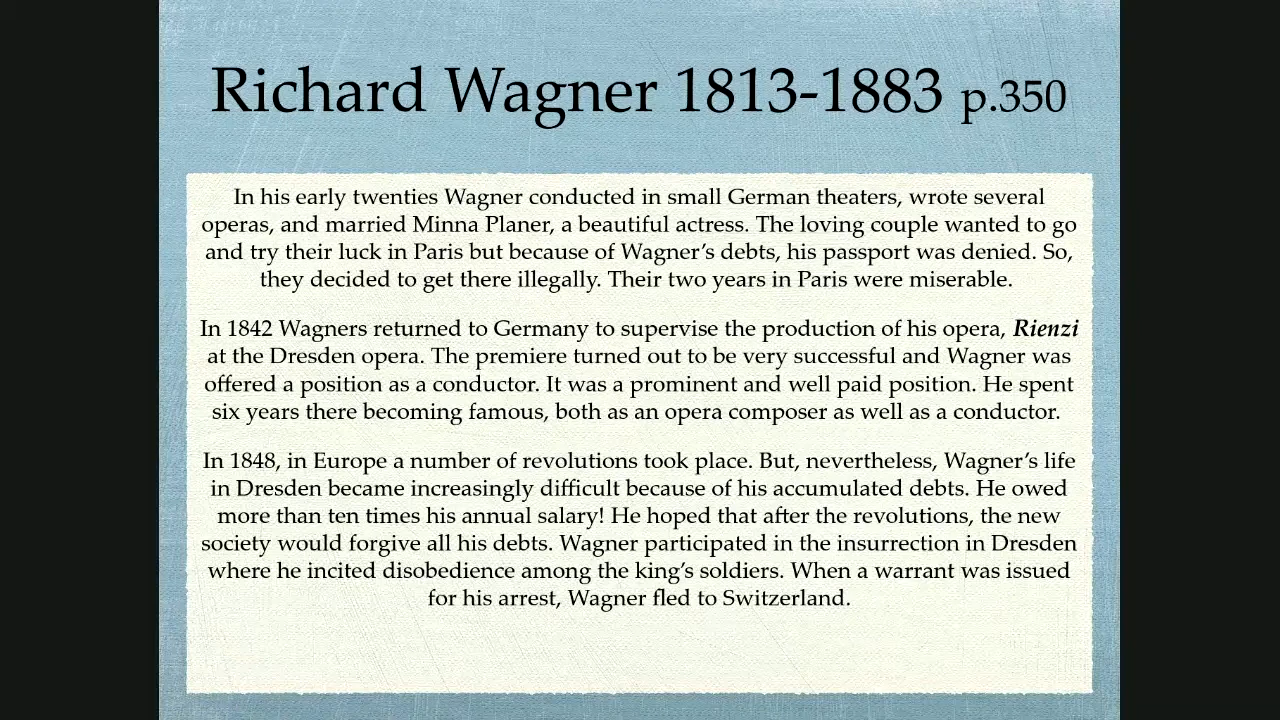 Richard Wagner 1813-1883 p.350
In his early twenties Wagner conducted in small German theaters, wrote several
operas, and married Minna Planer, a beautiful actress. The loving couple wanted to go
and try their luck in Paris but because of Wagner’s debts, his passport was denied. So,
they decided to get there illegally. Their two years in Paris were miserable.
In 1842 Wagners returned to Germany to supervise the production of his opera, Rienzi
at the Dresden opera. The premiere turned out to be very successful and Wagner was
offered a position as a conductor. It was a prominent and well paid position. He spent
six years there becoming famous, both as an opera composer as well as a conductor.
In 1848, in Europe a number of revolutions took place. But, nevertheless, Wagner’s life
in Dresden became increasingly difficult because of his accumulated debts. He owed
more than ten times his annual salary. He hoped that after the revolutions, the new
society would forgive all his debts. Wagner participated in the insurrection in Dresden
where he incited disobedience among the king’s soldiers. When a warrant was issued
for his arrest, Wagner fled to Switzerland.